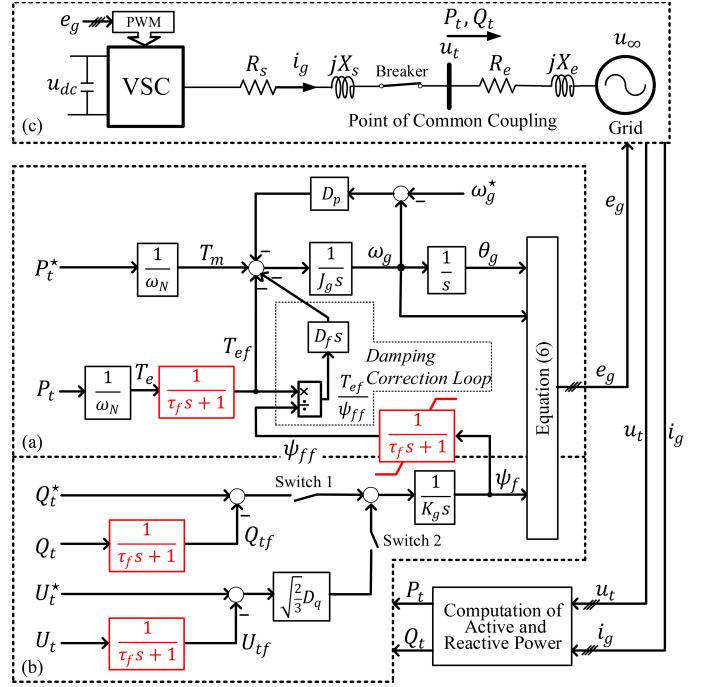 e_g PWM
P_t, Q_t
u_t
u_dc VSC R_s i_g jX_s Breaker R_e jX_e u_∞
(c) Point of Common Coupling Grid
D_p − ω_g^⋆ e_g
P_t^⋆ 1/ω_N T_m − − − 1/(J_g s) ω_g 1/s θ_g
D_f s
T_ef Damping
Correction Loop
P_t 1/ω_N T_e 1/(τ_f s + 1) × ÷ T_ef/ψ_ff Equation (6) e_g
(a) ψ_ff 1/(τ_f s + 1) u_t i_g
Q_t^⋆ − Switch 1 1/(K_g s) ψ_f
Q_t 1/(τ_f s + 1) Q_tf Switch 2
U_t^⋆ − √(2/3) D_q
U_t 1/(τ_f s + 1) U_tf
(b)
P_t Computation of u_t
Active and
Q_t Reactive Power i_g